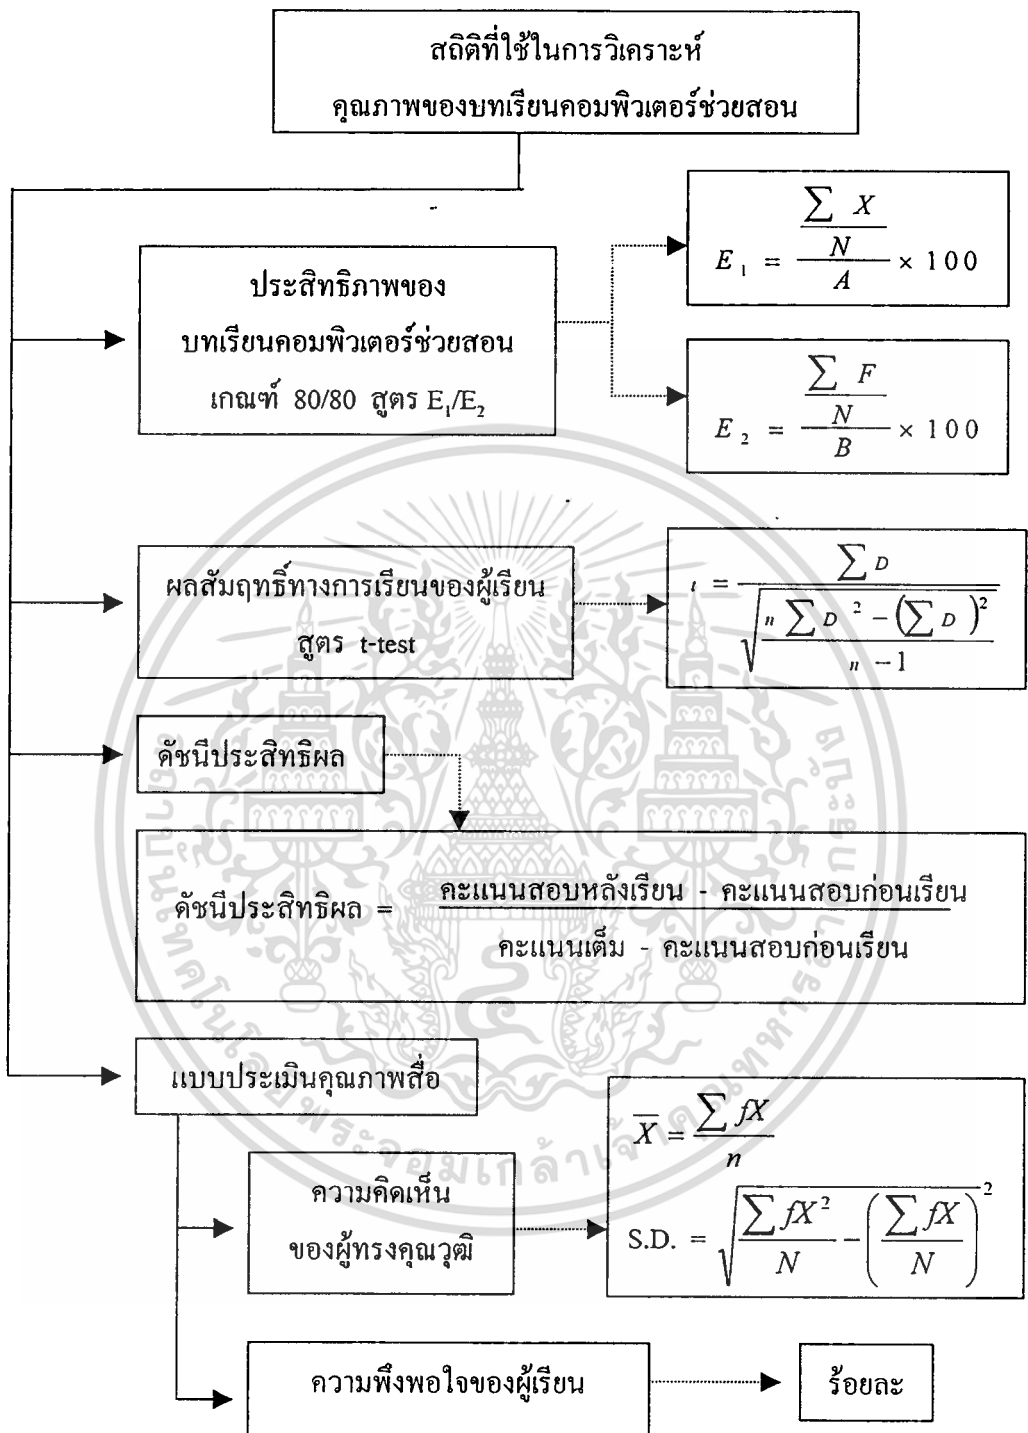 สถิติที่ใช้ในการวิเคราะห์
คุณภาพของบทเรียนคอมพิวเตอร์ช่วยสอน
ประสิทธิภาพของ
บทเรียนคอมพิวเตอร์ช่วยสอน
เกณฑ์ 80/80 สูตร E₁/E₂
E₁ = \frac{\frac{∑ X}{N}}{A} × 100
E₂ = \frac{\frac{∑ F}{N}}{B} × 100
ผลสัมฤทธิ์ทางการเรียนของผู้เรียน
สูตร t-test
t = \frac{∑ D}{\sqrt{\frac{n ∑ D² − (∑ D)²}{n − 1}}}
ดัชนีประสิทธิผล
ดัชนีประสิทธิผล = คะแนนสอบหลังเรียน - คะแนนสอบก่อนเรียน
คะแนนเต็ม - คะแนนสอบก่อนเรียน
แบบประเมินคุณภาพสื่อ
ความคิดเห็น
ของผู้ทรงคุณวุฒิ
\overline{X} = \frac{∑ fX}{n}
S.D. = \sqrt{\frac{∑ fX²}{N} − (\frac{∑ fX}{N})²}
ความพึงพอใจของผู้เรียน
ร้อยละ